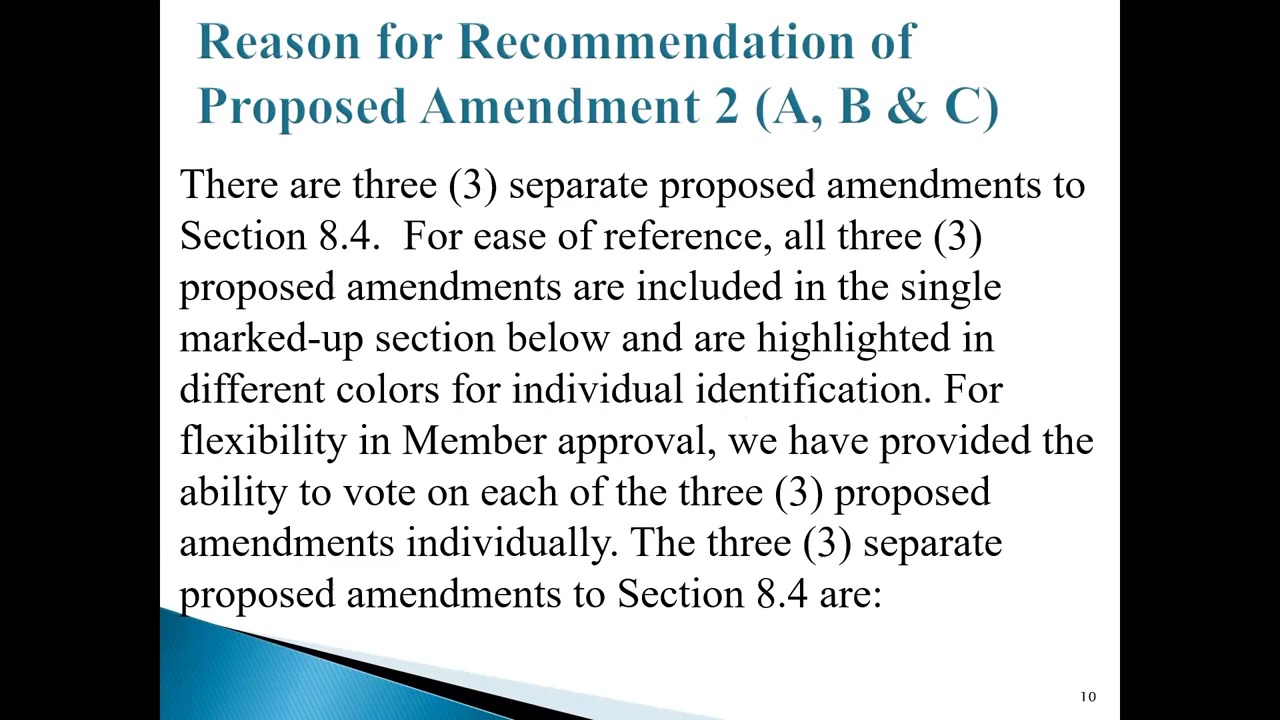 Reason for Recommendation of
Proposed Amendment 2 (A, B & C)
There are three (3) separate proposed amendments to
Section 8.4.  For ease of reference, all three (3)
proposed amendments are included in the single
marked-up section below and are highlighted in
different colors for individual identification. For
flexibility in Member approval, we have provided the
ability to vote on each of the three (3) proposed
amendments individually. The three (3) separate
proposed amendments to Section 8.4 are:
10